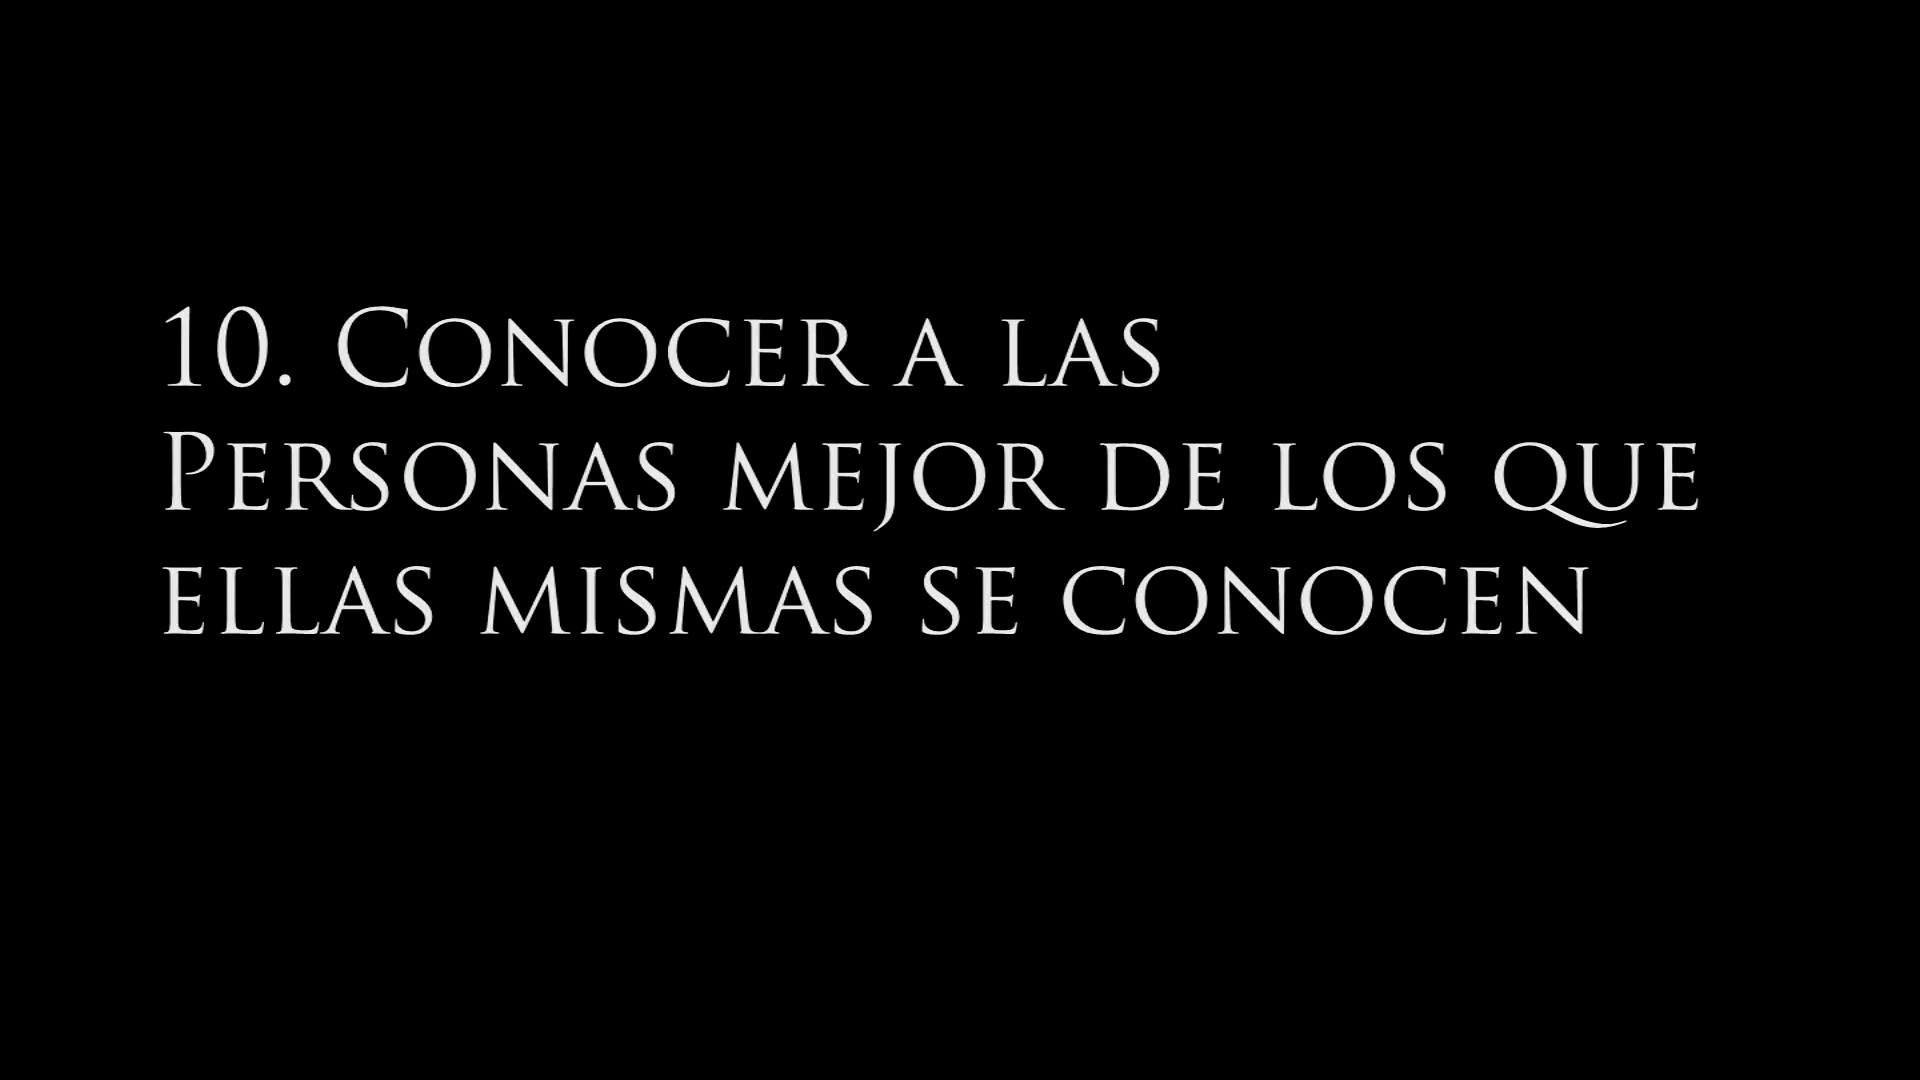 10. Conocer a las
Personas mejor de los que
ellas mismas se conocen